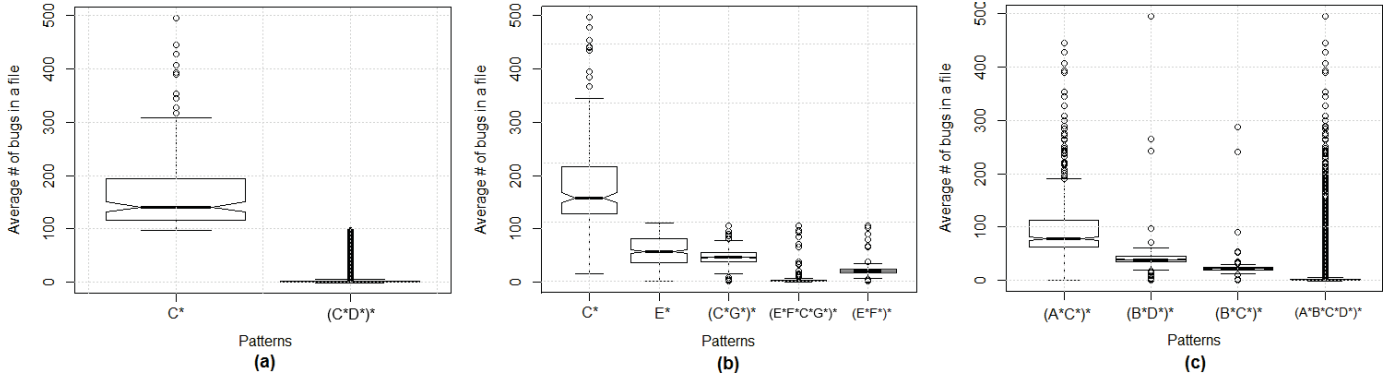 Average # of bugs in a file
500
400
300
200
100
0
C*
(C*D*)*
Patterns
(a)
Average # of bugs in a file
500
400
300
200
100
0
C*
E*
(C*G*)*
(E*F*C*G*)*
(E*F*)*
Patterns
(b)
Average # of bugs in a file
500
400
300
200
100
0
(A*C*)*
(B*D*)*
(B*C*)*
(A*B*C*D*)*
Patterns
(c)